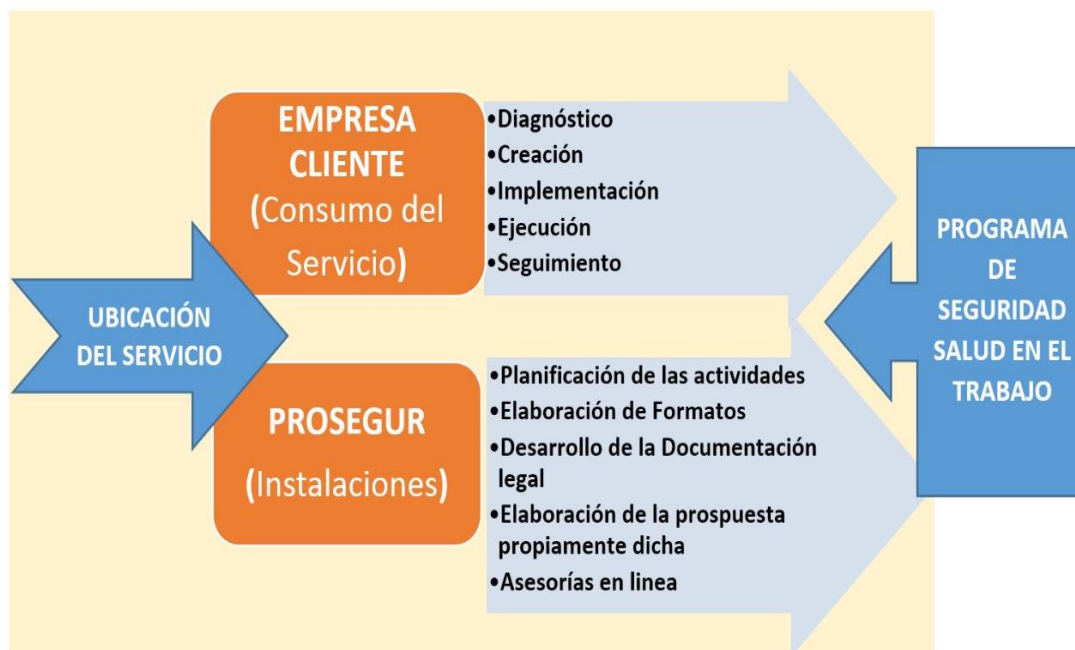 UBICACIÓN
DEL SERVICIO
EMPRESA
CLIENTE
(Consumo del
Servicio)
•Diagnóstico
•Creación
•Implementación
•Ejecución
•Seguimiento
PROSEGUR
(Instalaciones)
•Planificación de las actividades
•Elaboración de Formatos
•Desarrollo de la Documentación
legal
•Elaboración de la prospuesta
propiamente dicha
•Asesorías en linea
PROGRAMA
DE
SEGURIDAD
SALUD EN EL
TRABAJO